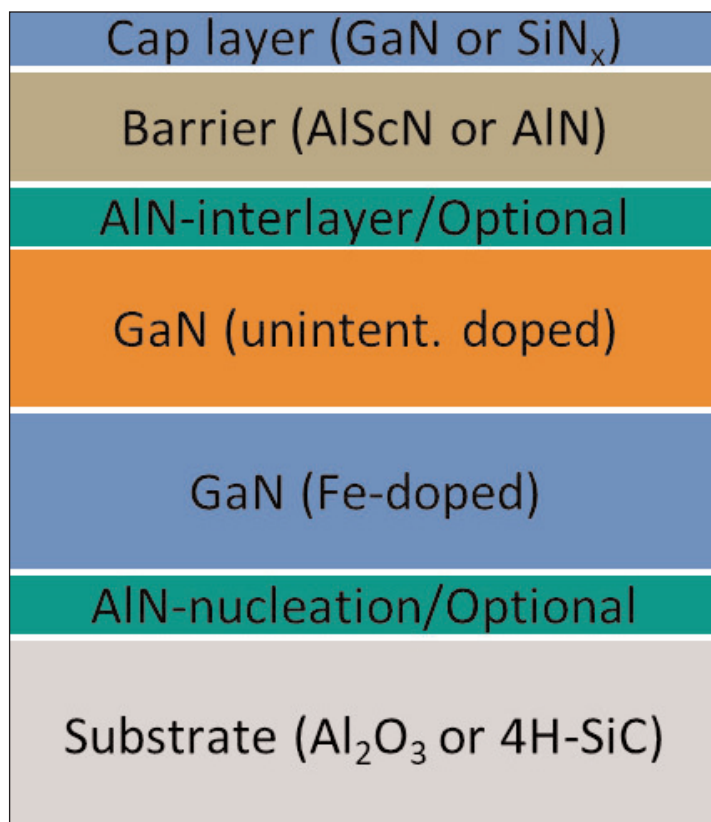 Cap layer (GaN or SiNₓ)
Barrier (AlScN or AlN)
AlN-interlayer/Optional
GaN (unintent. doped)
GaN (Fe-doped)
AlN-nucleation/Optional
Substrate (Al₂O₃ or 4H-SiC)